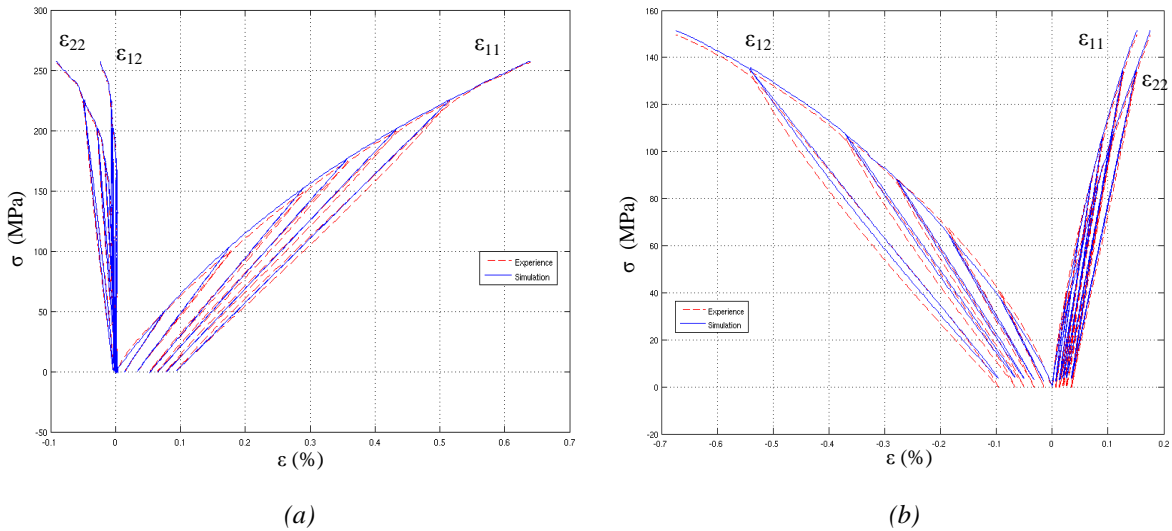 300
250
200
150
100
50
0
-50
-0.1
0
0.1
0.2
0.3
0.4
0.5
0.6
0.7
σ (MPa)
ε (%)
ε22
ε12
ε11
Experience
Simulation
(a)
160
140
120
100
80
60
40
20
0
-20
-0.7
-0.6
-0.5
-0.4
-0.3
-0.2
-0.1
0
0.1
0.2
σ (MPa)
ε (%)
ε12
ε11
ε22
Experience
Simulation
(b)